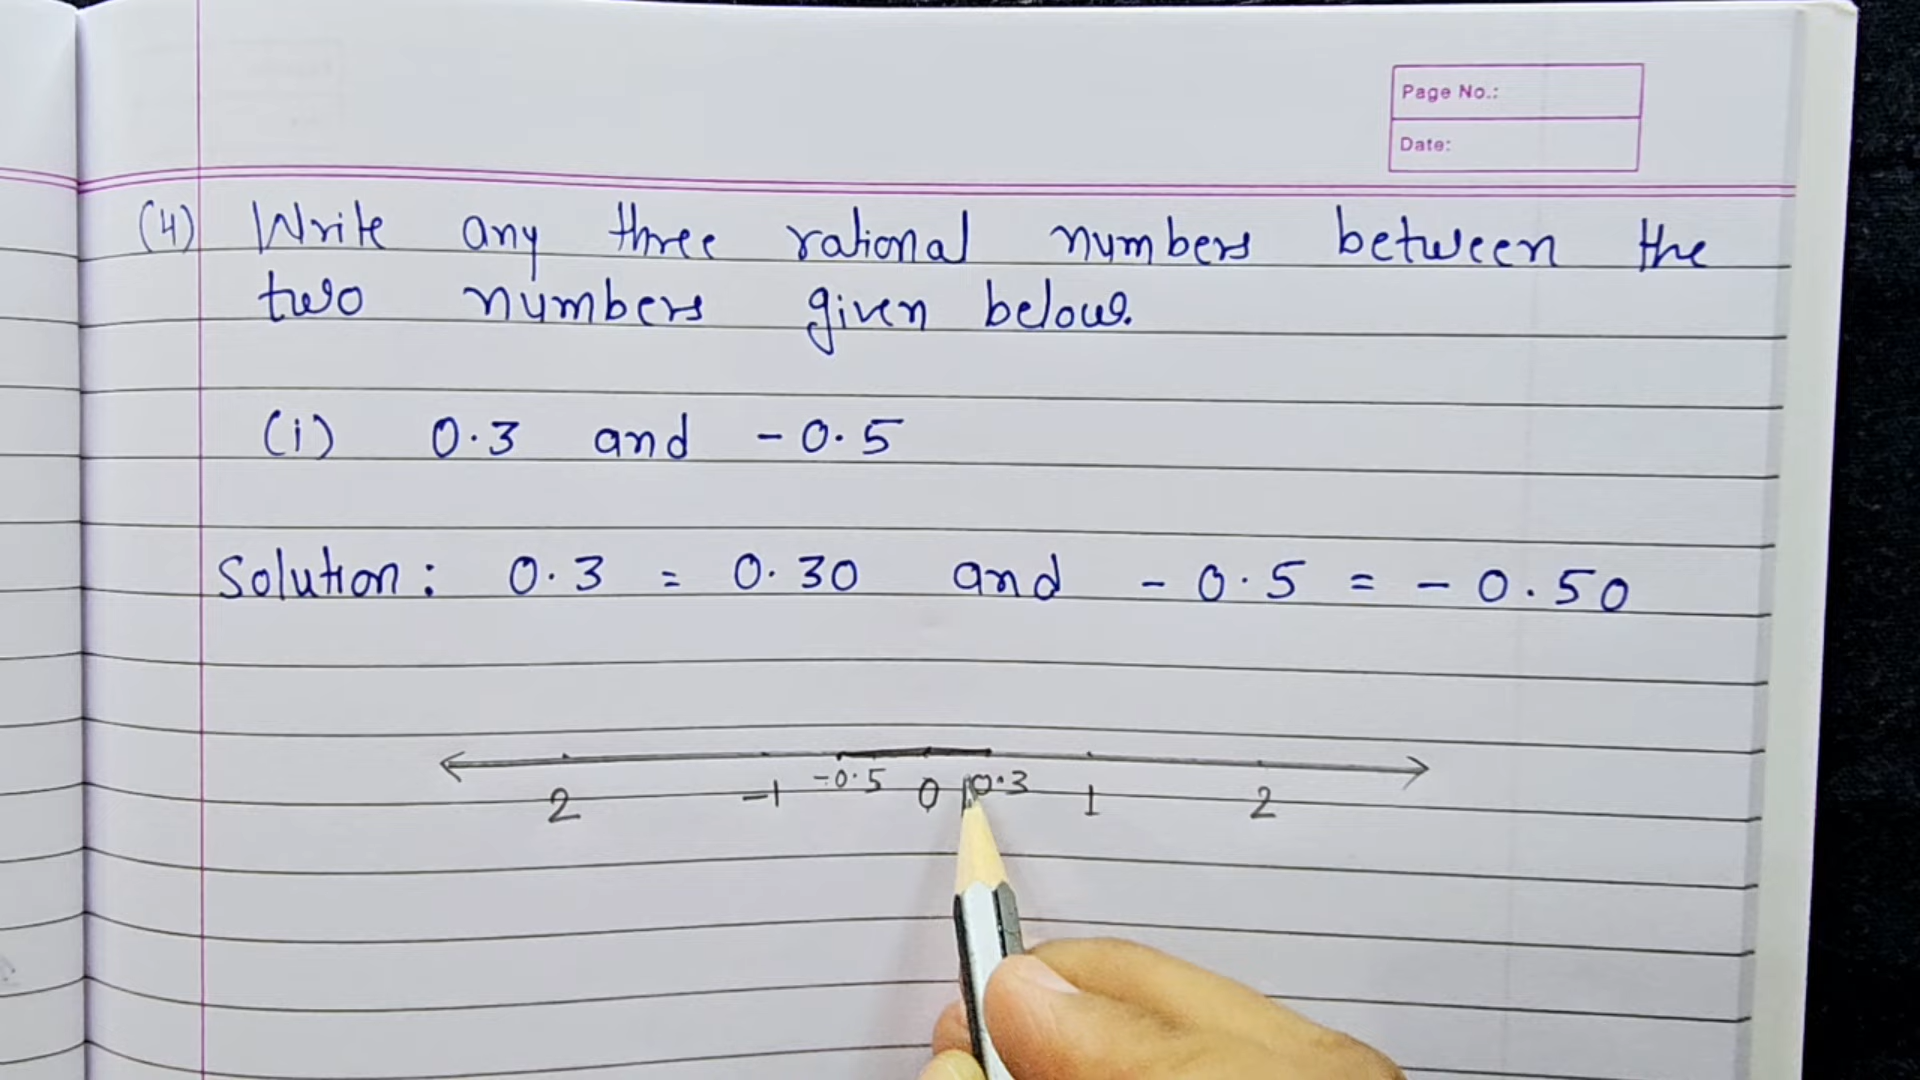 Page No.:
Date:
(4) Write any three rational numbers between the
two numbers given below.
(i) 0.3 and -0.5
Solution: 0.3 = 0.30 and -0.5 = -0.50
2 -1 -0.5 0 0.3 1 2